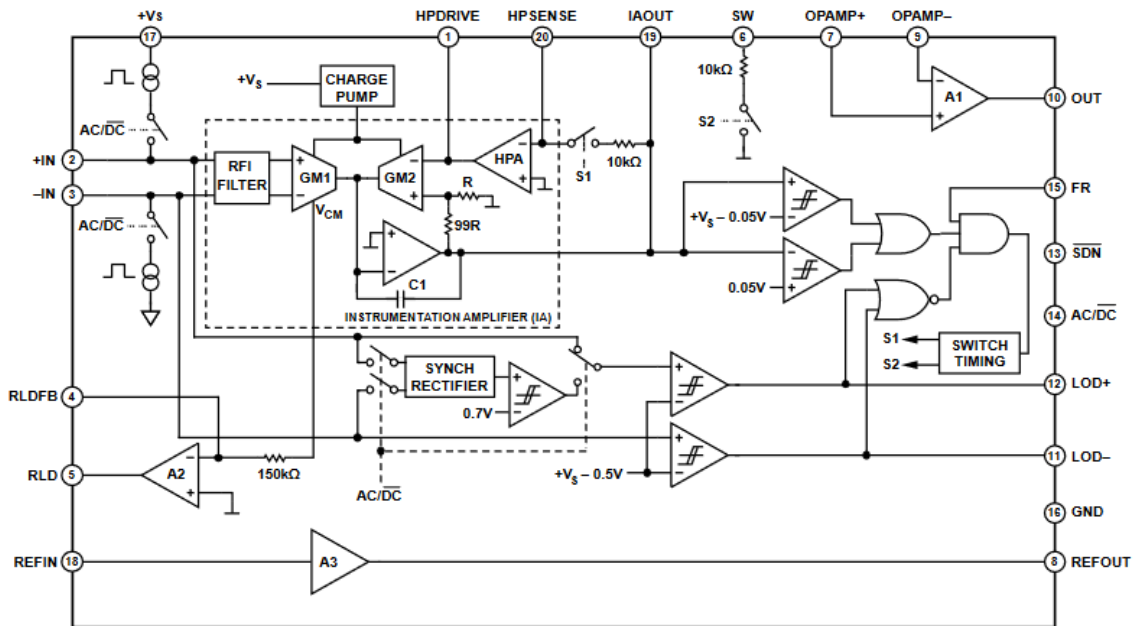 +Vs
HPDRIVE
HPSENSE
IAOUT
SW
OPAMP+
OPAMP–
17
1
20
19
6
7
9
+VS
CHARGE
PUMP
10kΩ
A1
10
OUT
AC/DC
S2
+IN
2
RFI
FILTER
+
–
GM1
–
+
GM2
HPA
–
+
S1
10kΩ
–
+
–IN
3
R
VCM
99R
15
FR
AC/DC
+
–
+VS – 0.05V
+
–
C1
–
+
0.05V
13
SDN
INSTRUMENTATION AMPLIFIER (IA)
14
AC/DC
S1
S2
SWITCH
TIMING
SYNCH
RECTIFIER
+
–
0.7V
+
–
12
LOD+
RLDFB
4
RLD
5
A2
–
+
150kΩ
AC/DC
+VS – 0.5V
+
–
11
LOD–
16
GND
REFIN
18
A3
8
REFOUT